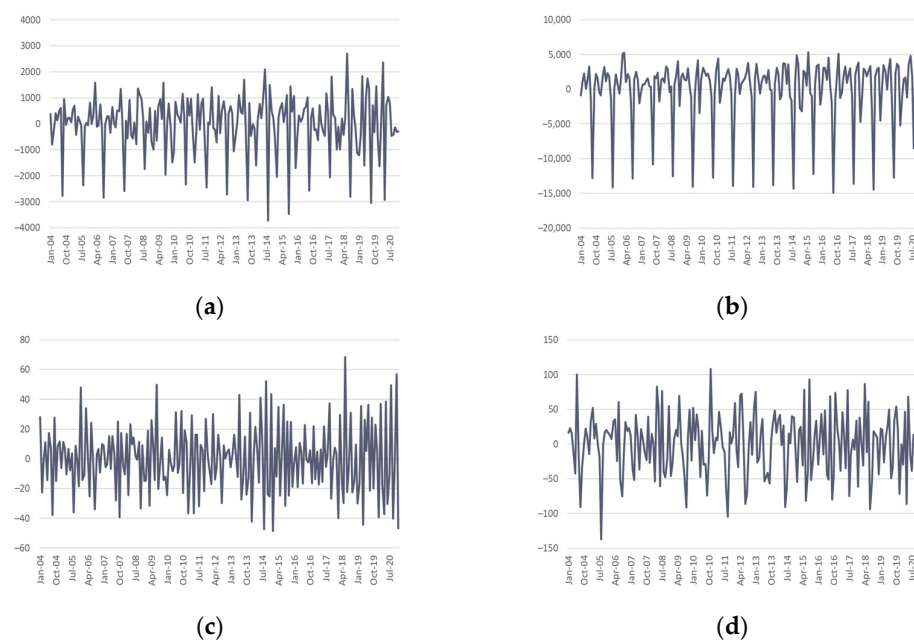 4000
3000
2000
1000
0
−1000
−2000
−3000
−4000
Jan-04
Oct-04
Jul-05
Apr-06
Jan-07
Oct-07
Jul-08
Apr-09
Jan-10
Oct-10
Jul-11
Apr-12
Jan-13
Oct-13
Jul-14
Apr-15
Jan-16
Oct-16
Jul-17
Apr-18
Jan-19
Oct-19
Jul-20
(a)
10,000
5,000
0
−5,000
−10,000
−15,000
−20,000
Jan-04
Oct-04
Jul-05
Apr-06
Jan-07
Oct-07
Jul-08
Apr-09
Jan-10
Oct-10
Jul-11
Apr-12
Jan-13
Oct-13
Jul-14
Apr-15
Jan-16
Oct-16
Jul-17
Apr-18
Jan-19
Oct-19
Jul-20
(b)
80
60
40
20
0
−20
−40
−60
Jan-04
Oct-04
Jul-05
Apr-06
Jan-07
Oct-07
Jul-08
Apr-09
Jan-10
Oct-10
Jul-11
Apr-12
Jan-13
Oct-13
Jul-14
Apr-15
Jan-16
Oct-16
Jul-17
Apr-18
Jan-19
Oct-19
Jul-20
(c)
150
100
50
0
−50
−100
−150
Jan-04
Oct-04
Jul-05
Apr-06
Jan-07
Oct-07
Jul-08
Apr-09
Jan-10
Oct-10
Jul-11
Apr-12
Jan-13
Oct-13
Jul-14
Apr-15
Jan-16
Oct-16
Jul-17
Apr-18
Jan-19
Oct-19
Jul-20
(d)